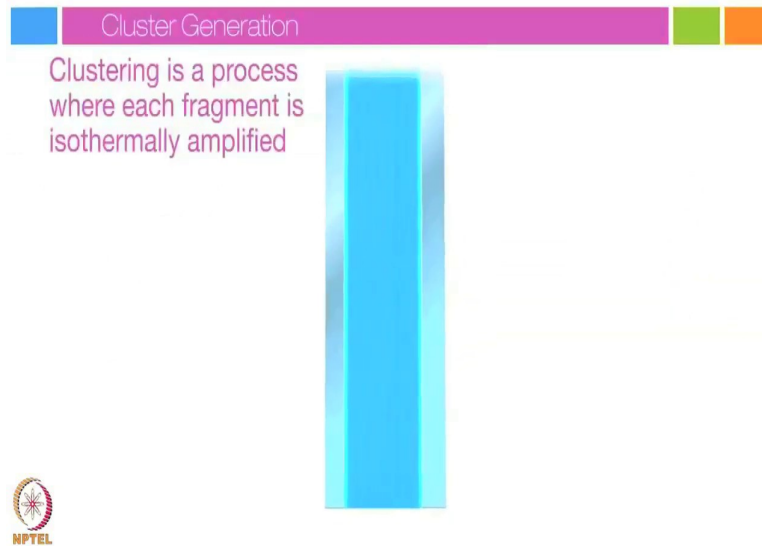 Cluster Generation
Clustering is a process
where each fragment is
isothermally amplified
NPTEL